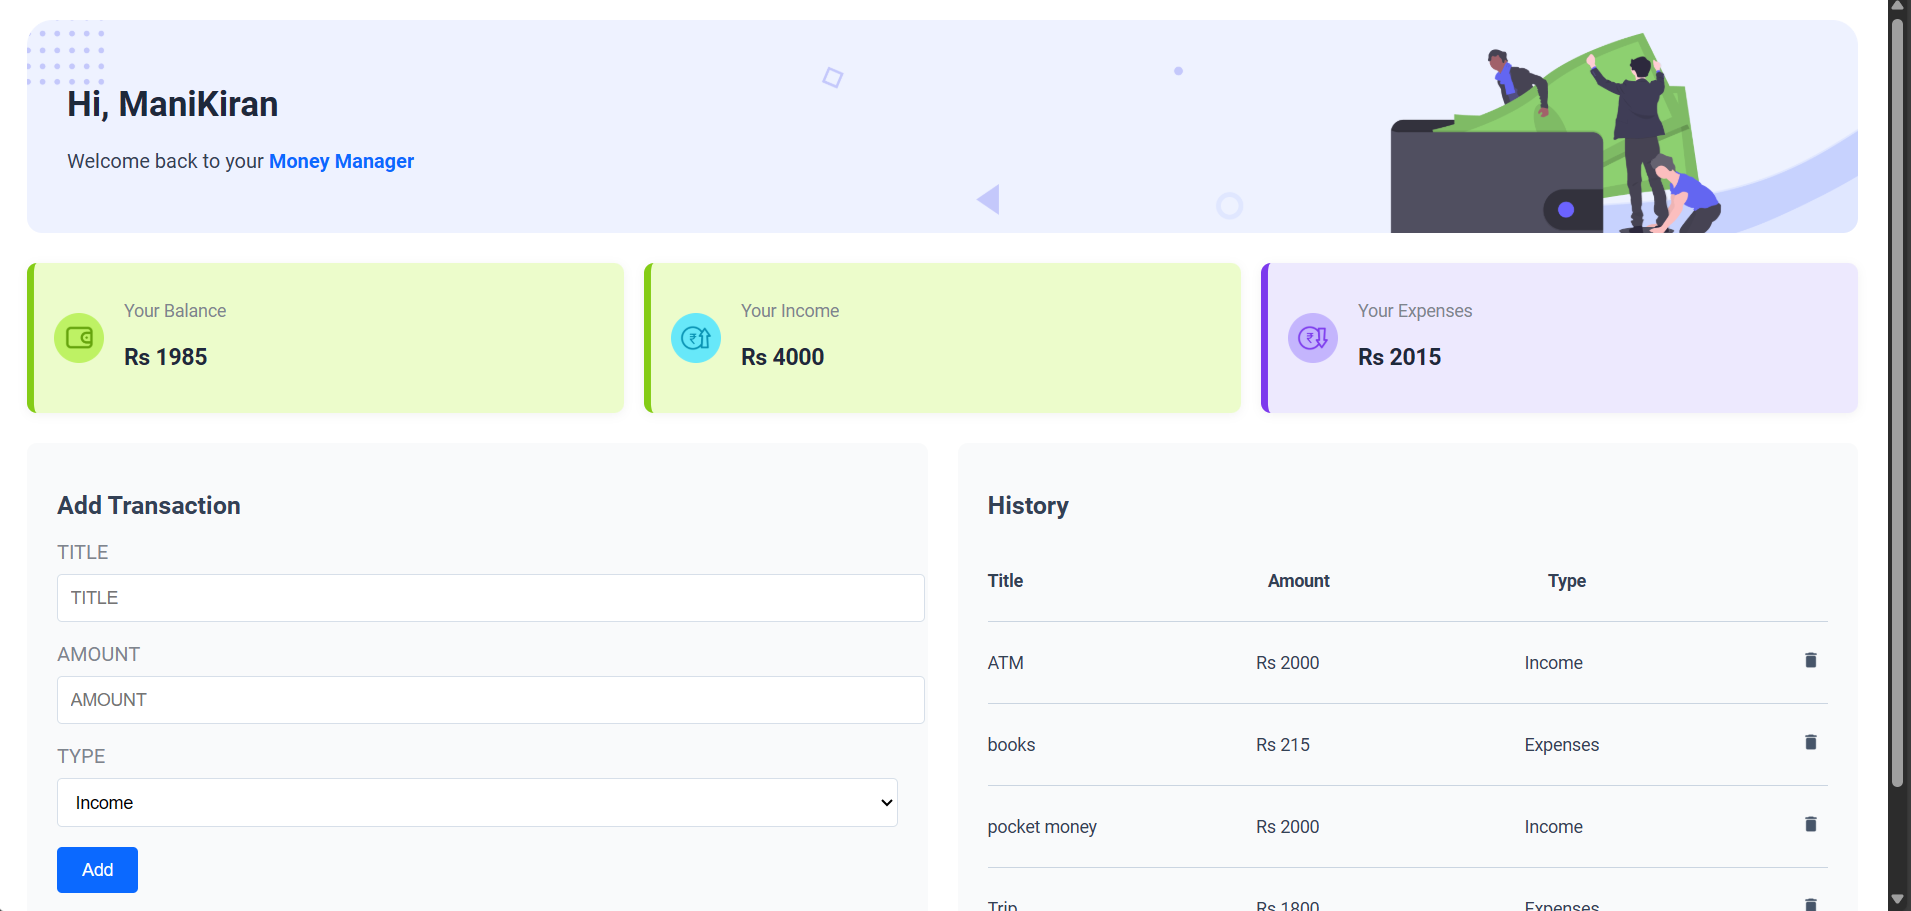 Hi, ManiKiran
Welcome back to your Money Manager
Your Balance
Rs 1985
Your Income
Rs 4000
Your Expenses
Rs 2015
Add Transaction
TITLE
TITLE
AMOUNT
AMOUNT
TYPE
Income
Add
History
Title Amount Type
ATM Rs 2000 Income
books Rs 215 Expenses
pocket money Rs 2000 Income
Trip Rs 1800 Expenses